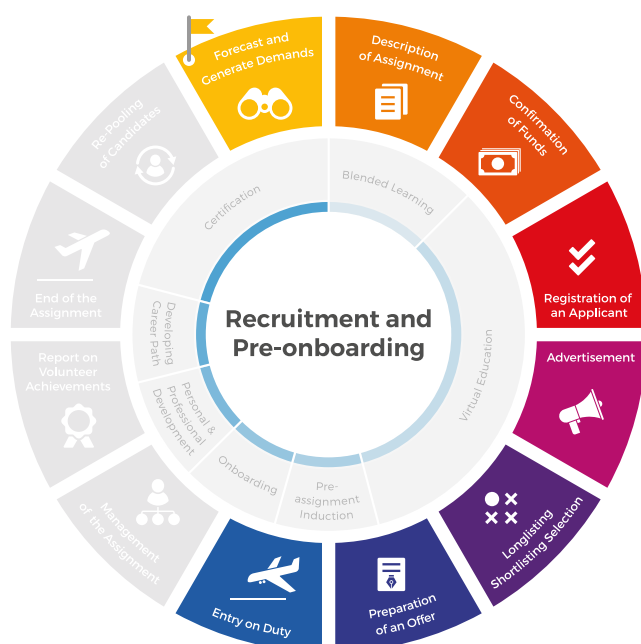 Forecast and
Generate Demands
Description
of Assignment
Confirmation
of Funds
Registration of
an Applicant
Advertisement
Longlisting
Shortlisting Selection
Preparation
of an Offer
Entry on Duty
Management
of the Assignment
Report on
Volunteer
Achievements
End of the
Assignment
Re-Pooling
of Candidates
Certification
Blended Learning
Virtual Education
Pre-
assignment
Induction
Onboarding
Personal &
Professional
Development
Developing
Career Path
Recruitment and
Pre-onboarding